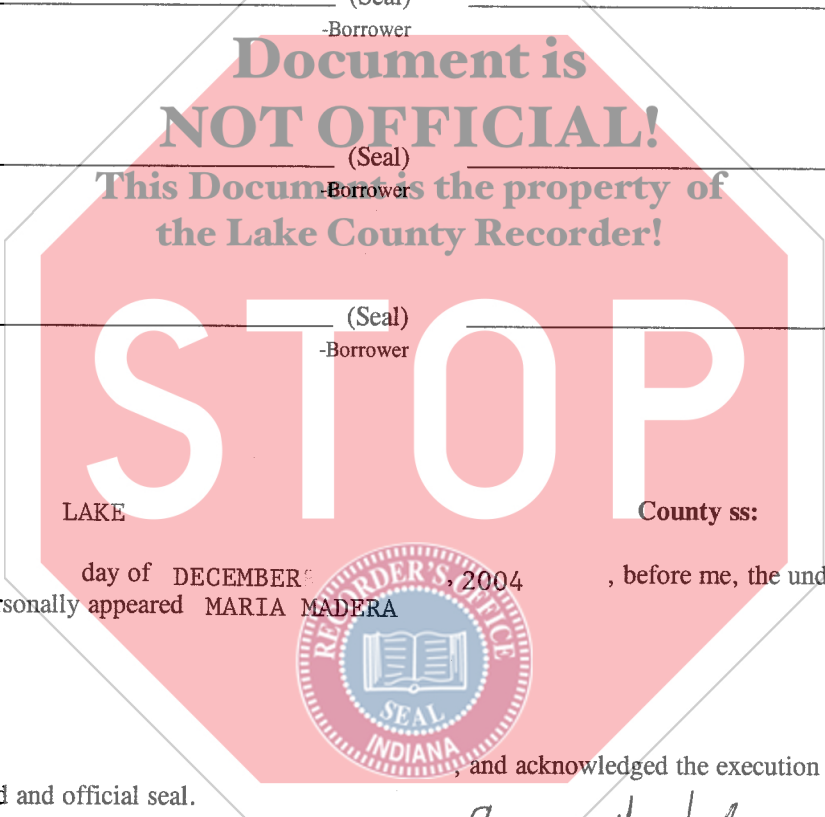 (Seal)
-Borrower
Document is
NOT OFFICIAL!
(Seal)
This Document is the property of
-Borrower
the Lake County Recorder!
(Seal)
-Borrower
STOP
LAKE County ss:
day of DECEMBER , 2004 , before me, the und
rsonally appeared MARIA MADERA
RECORDER'S OFFICE
SEAL
INDIANA
, and acknowledged the execution
d and official seal.